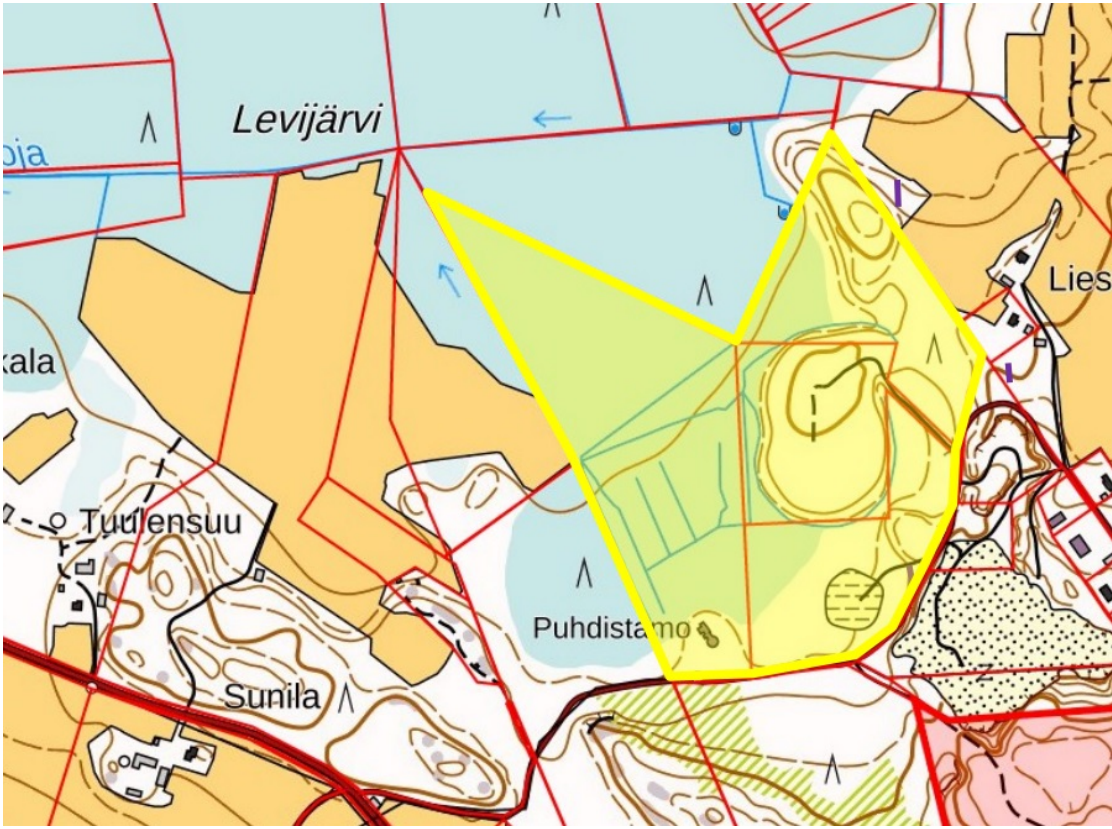 Levijärvi
oja
Lies
kala
Tuulensuu
Puhdistamo
Sunila